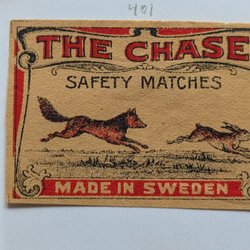 401
THE CHASE
SAFETY MATCHES
MADE IN SWEDEN